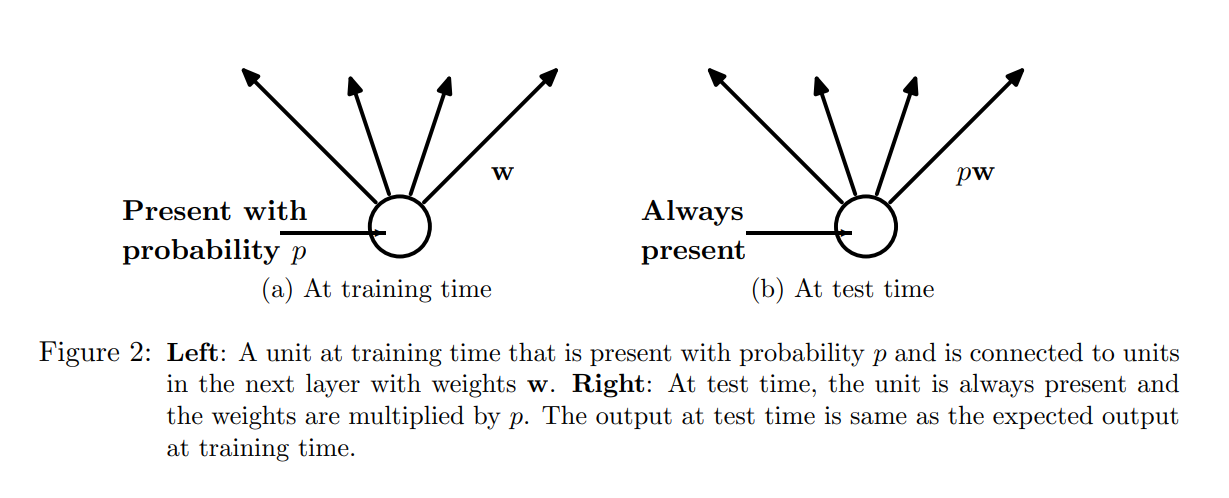 w
pw
Present with
probability p
Always
present
(a) At training time
(b) At test time
Figure 2: Left: A unit at training time that is present with probability p and is connected to units
in the next layer with weights w. Right: At test time, the unit is always present and
the weights are multiplied by p. The output at test time is same as the expected output
at training time.